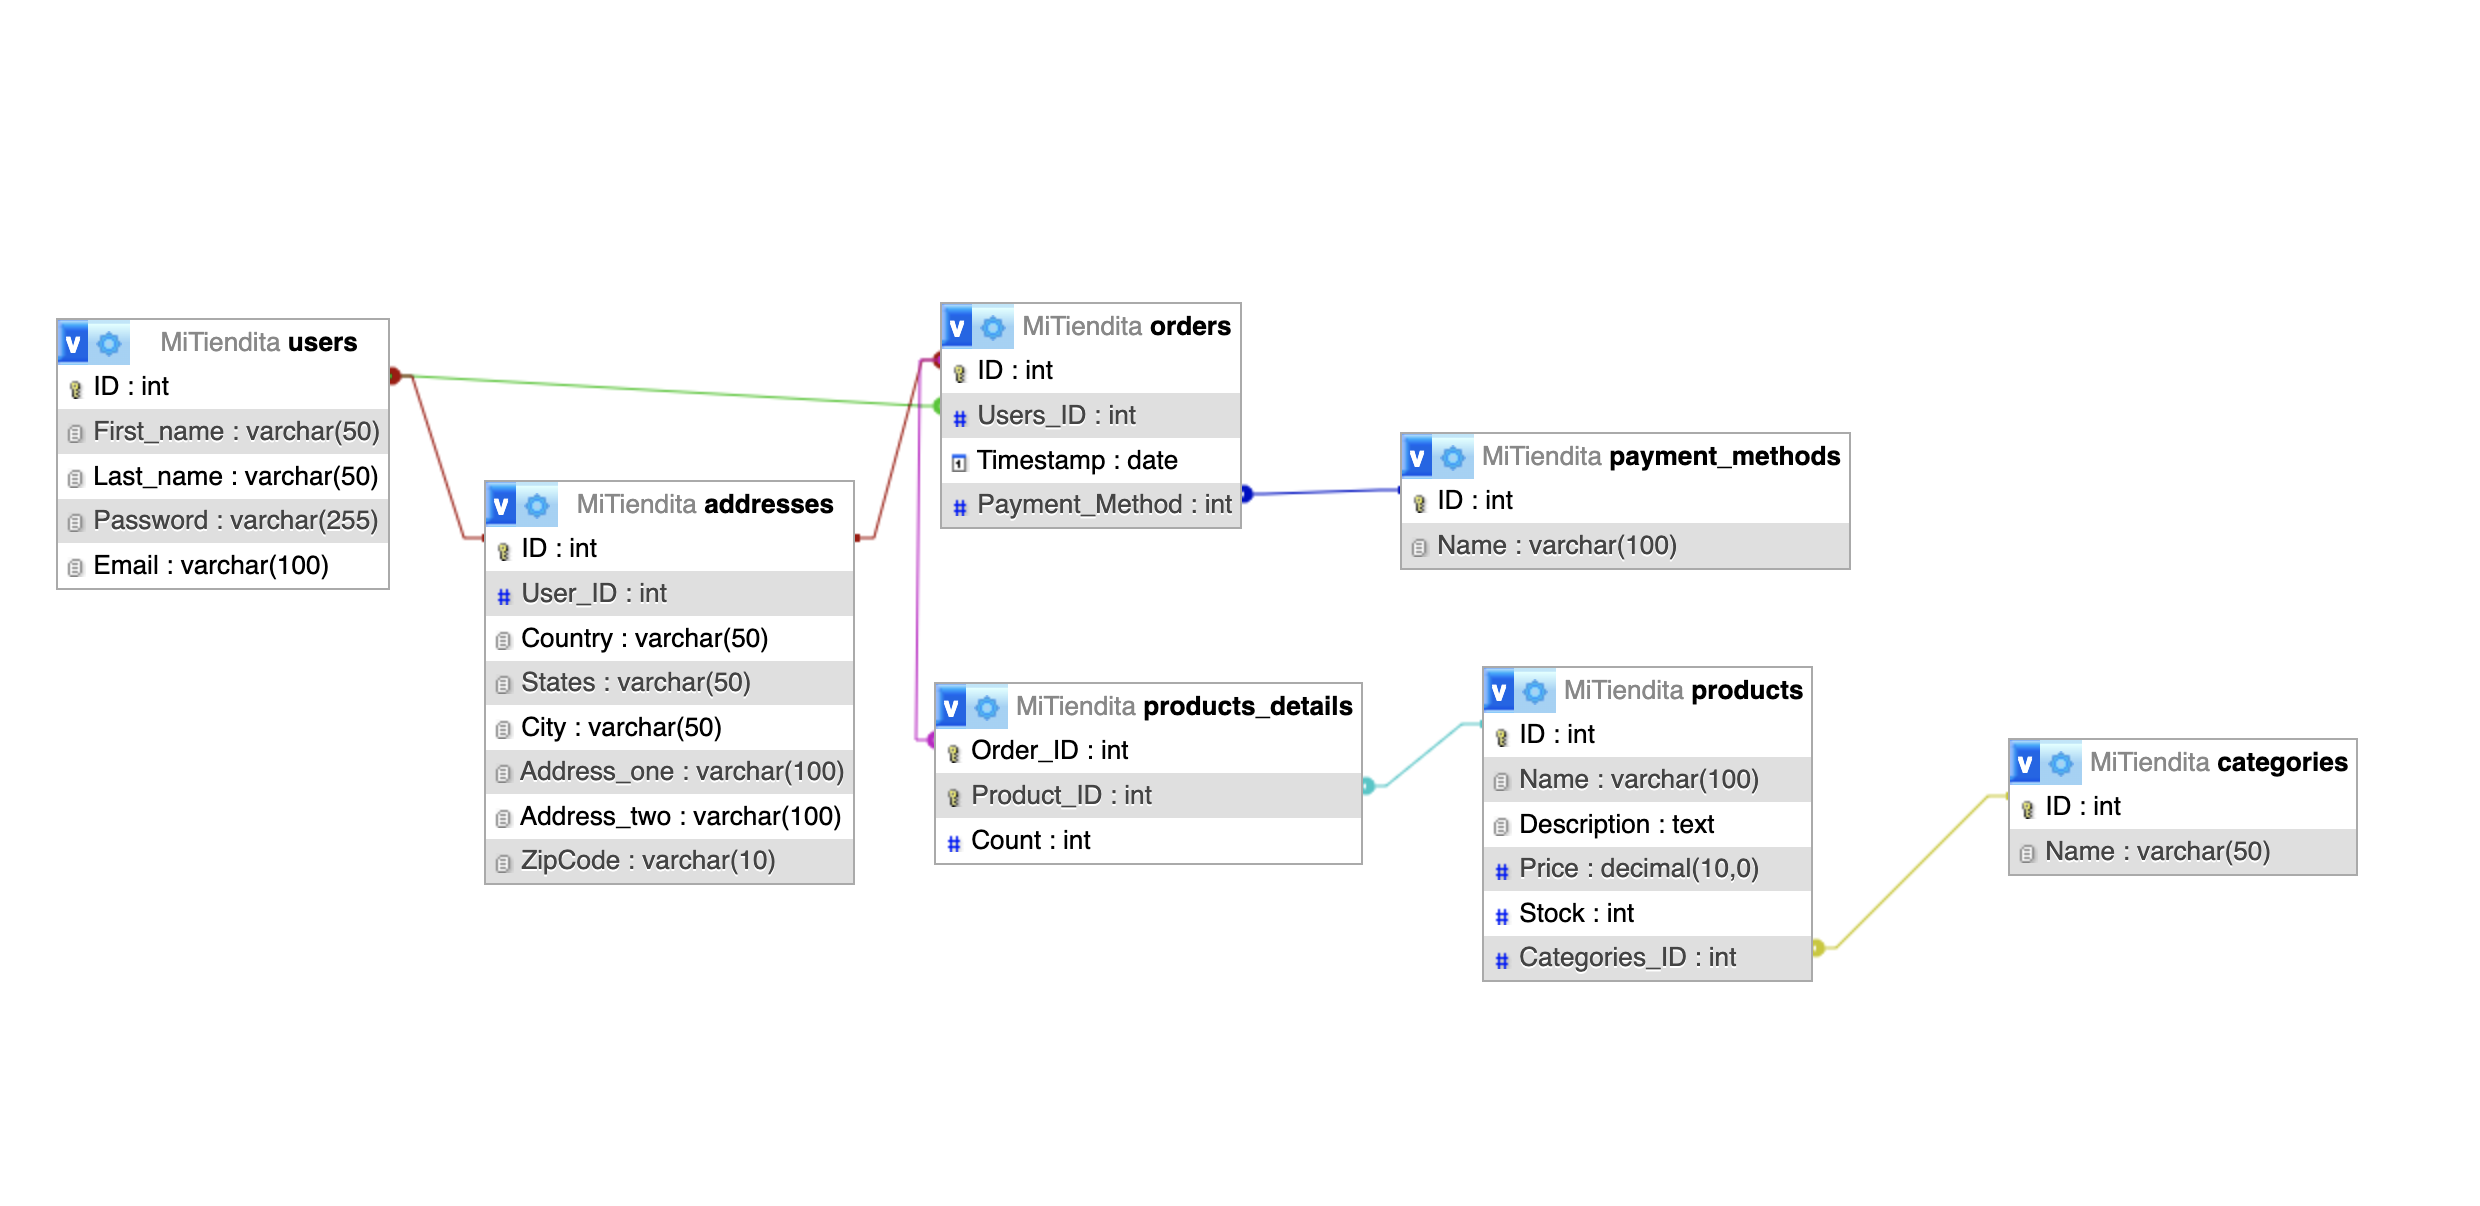 v MiTiendita users
ID : int
First_name : varchar(50)
Last_name : varchar(50)
Password : varchar(255)
Email : varchar(100)
v MiTiendita addresses
ID : int
# User_ID : int
Country : varchar(50)
States : varchar(50)
City : varchar(50)
Address_one : varchar(100)
Address_two : varchar(100)
ZipCode : varchar(10)
v MiTiendita orders
ID : int
# Users_ID : int
Timestamp : date
# Payment_Method : int
v MiTiendita payment_methods
ID : int
Name : varchar(100)
v MiTiendita products_details
Order_ID : int
Product_ID : int
# Count : int
v MiTiendita products
ID : int
Name : varchar(100)
Description : text
# Price : decimal(10,0)
# Stock : int
# Categories_ID : int
v MiTiendita categories
ID : int
Name : varchar(50)